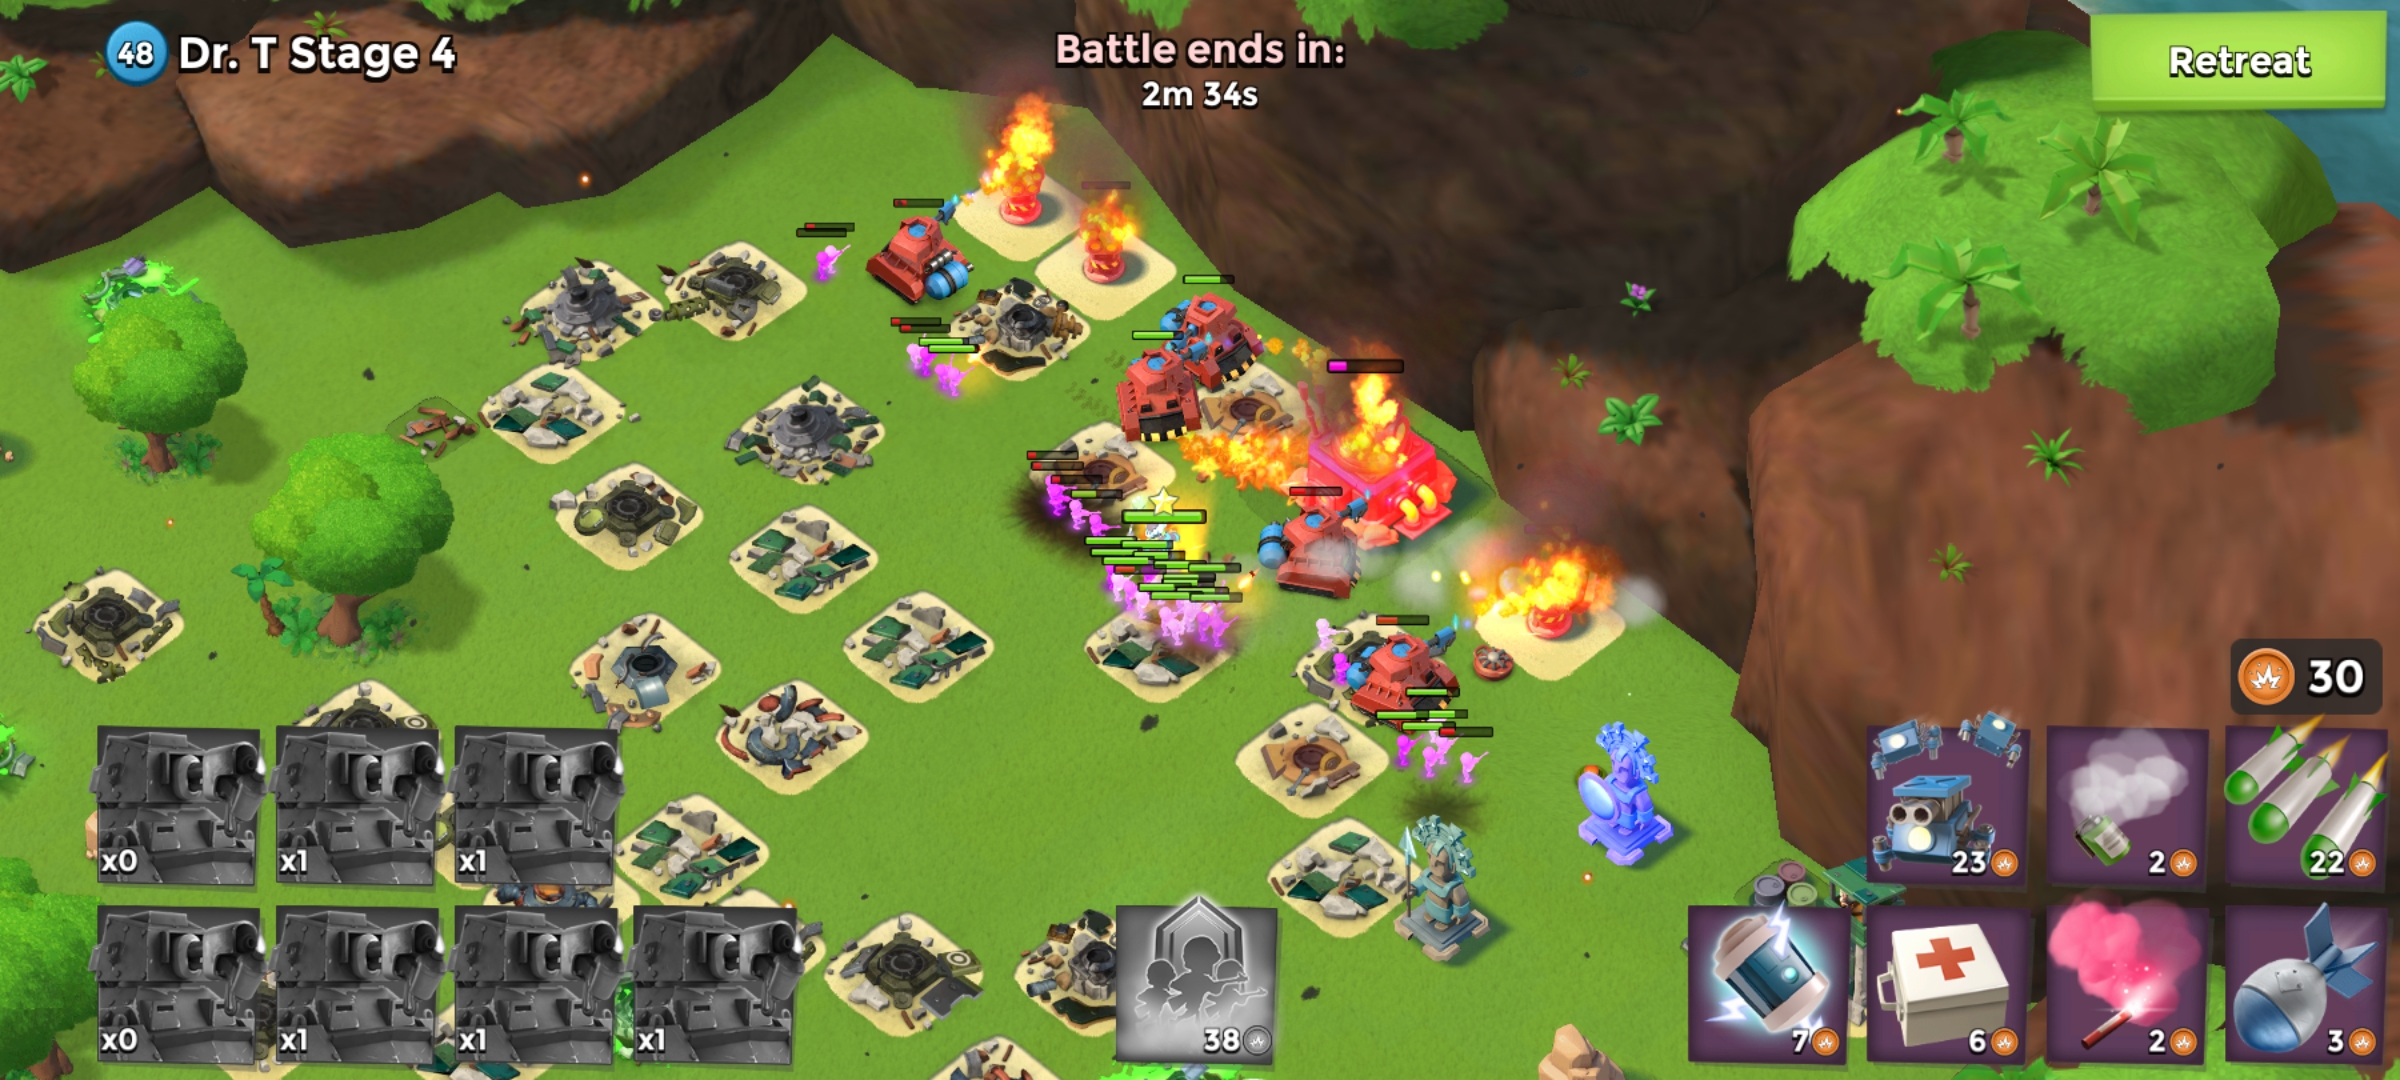 48 Dr. T Stage 4
Battle ends in:
2m 34s
Retreat
30
23
2
22
x0
x1
x1
x0
x1
x1
x1
38
7
6
2
3